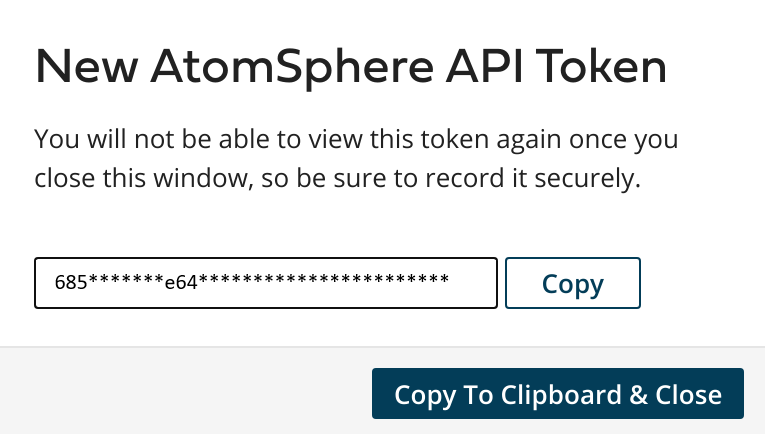 New AtomSphere API Token
You will not be able to view this token again once you
close this window, so be sure to record it securely.
685*******e64***********************
Copy
Copy To Clipboard & Close